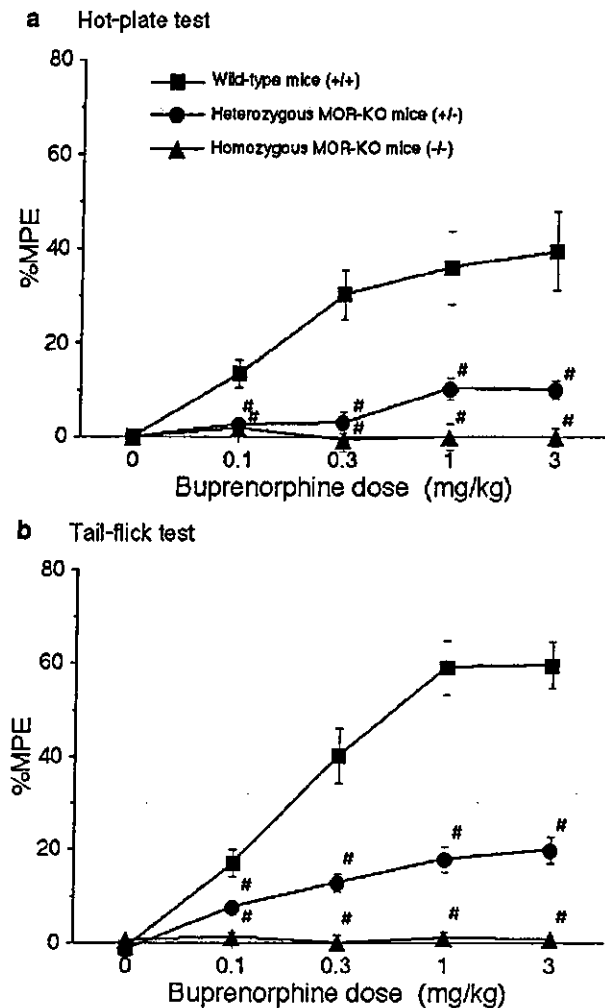 a Hot-plate test
80
60
40
20
0
%MPE
Wild-type mice (+/+)
Heterozygous MOR-KO mice (+/-)
Homozygous MOR-KO mice (-/-)
# # # # # # # #
0 0.1 0.3 1 3
Buprenorphine dose (mg/kg)
b Tail-flick test
80
60
40
20
0
%MPE
# # # # # # # #
0 0.1 0.3 1 3
Buprenorphine dose (mg/kg)